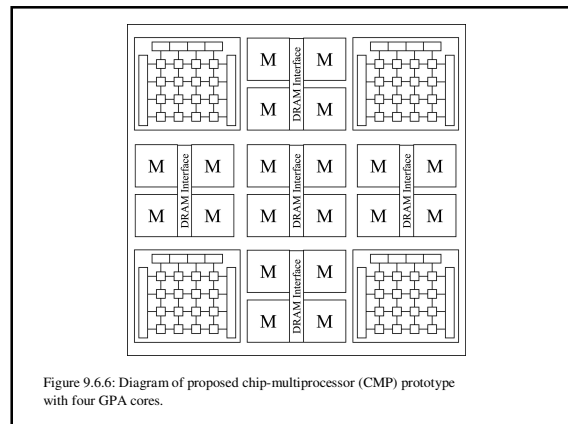 M M
DRAM Interface
M M
M M
DRAM Interface
M M
M M
DRAM Interface
M M
M M
DRAM Interface
M M
M M
DRAM Interface
M M
Figure 9.6.6: Diagram of proposed chip-multiprocessor (CMP) prototype
with four GPA cores.